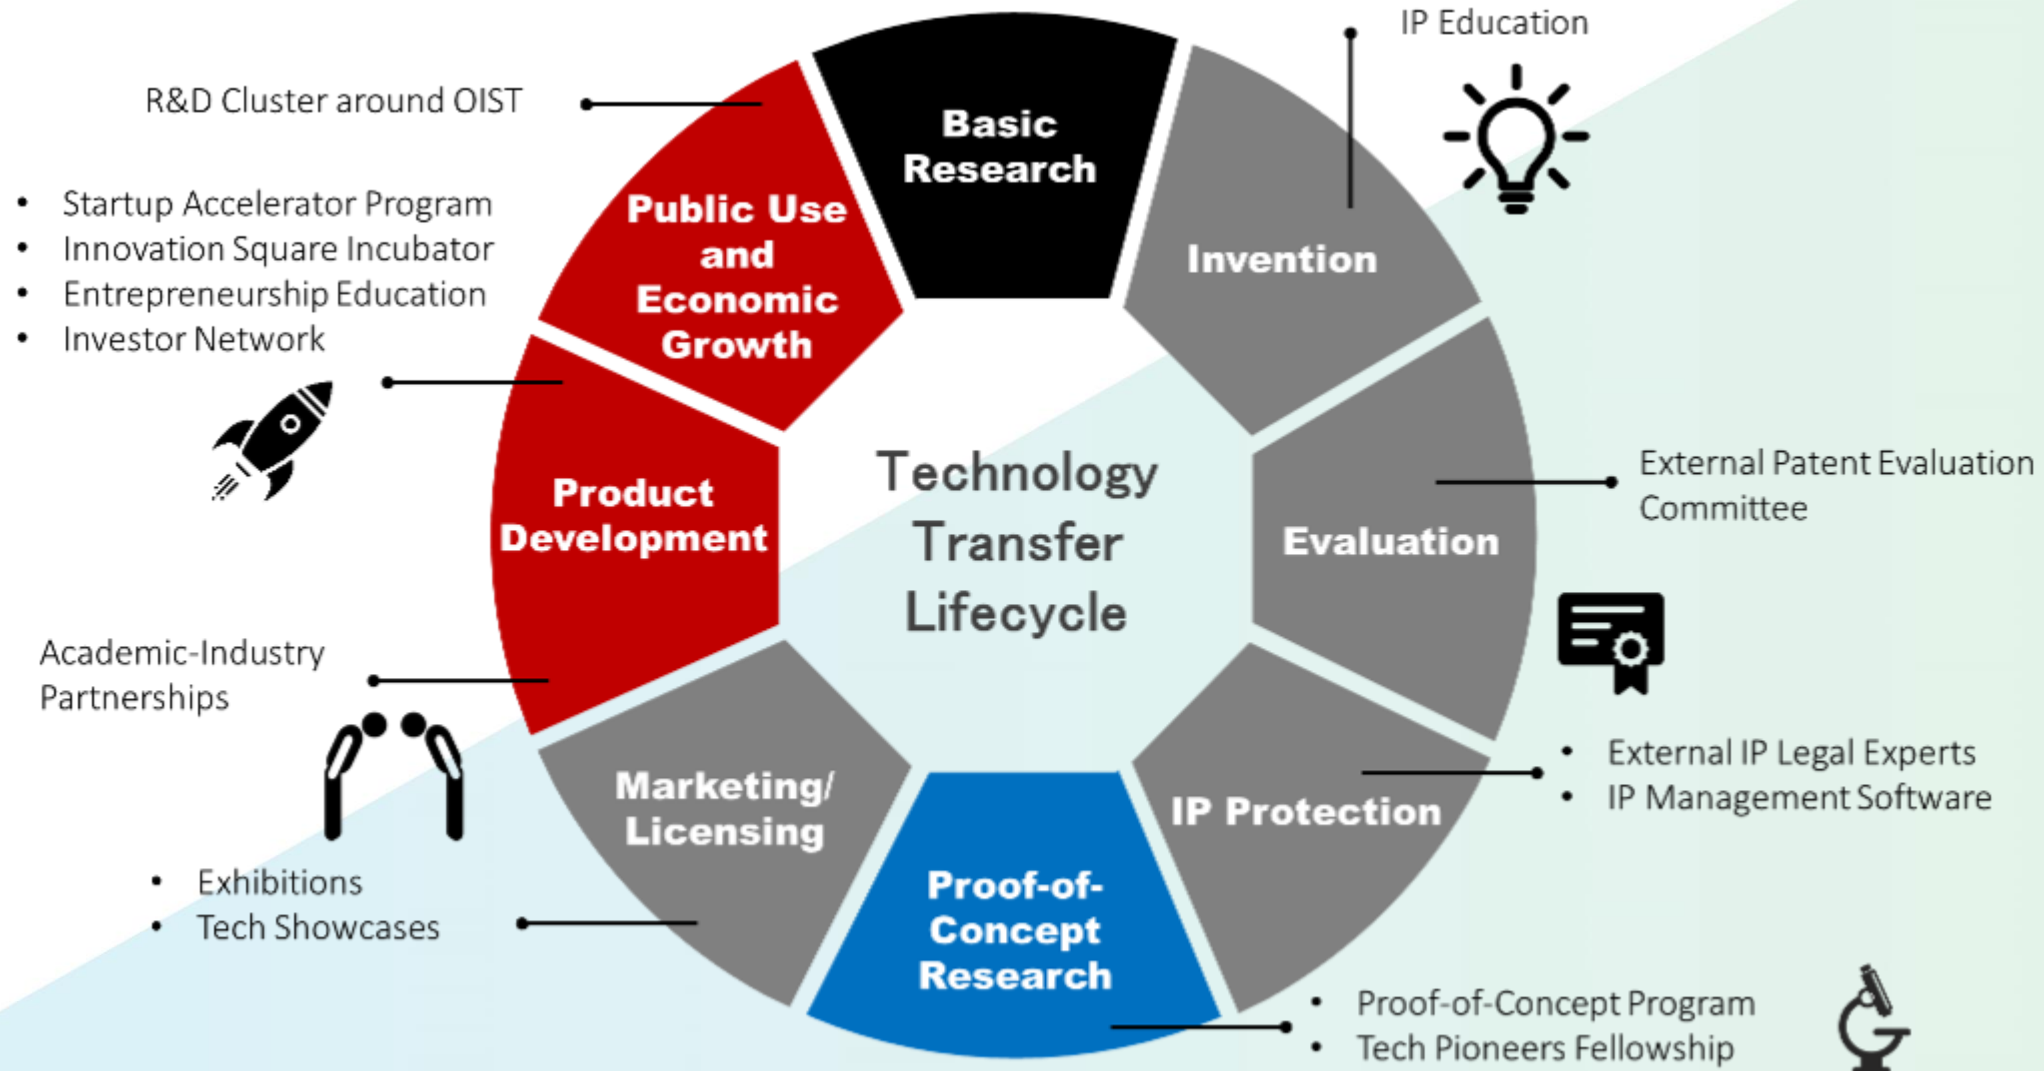 IP Education
R&D Cluster around OIST
Basic
Research
• Startup Accelerator Program
• Innovation Square Incubator
• Entrepreneurship Education
• Investor Network
Public Use
and
Economic
Growth
Invention
Technology
Transfer
Lifecycle
External Patent Evaluation
Committee
Product
Development
Evaluation
Academic-Industry
Partnerships
• External IP Legal Experts
• IP Management Software
Marketing/
Licensing
IP Protection
• Exhibitions
• Tech Showcases
Proof-of-
Concept
Research
• Proof-of-Concept Program
• Tech Pioneers Fellowship